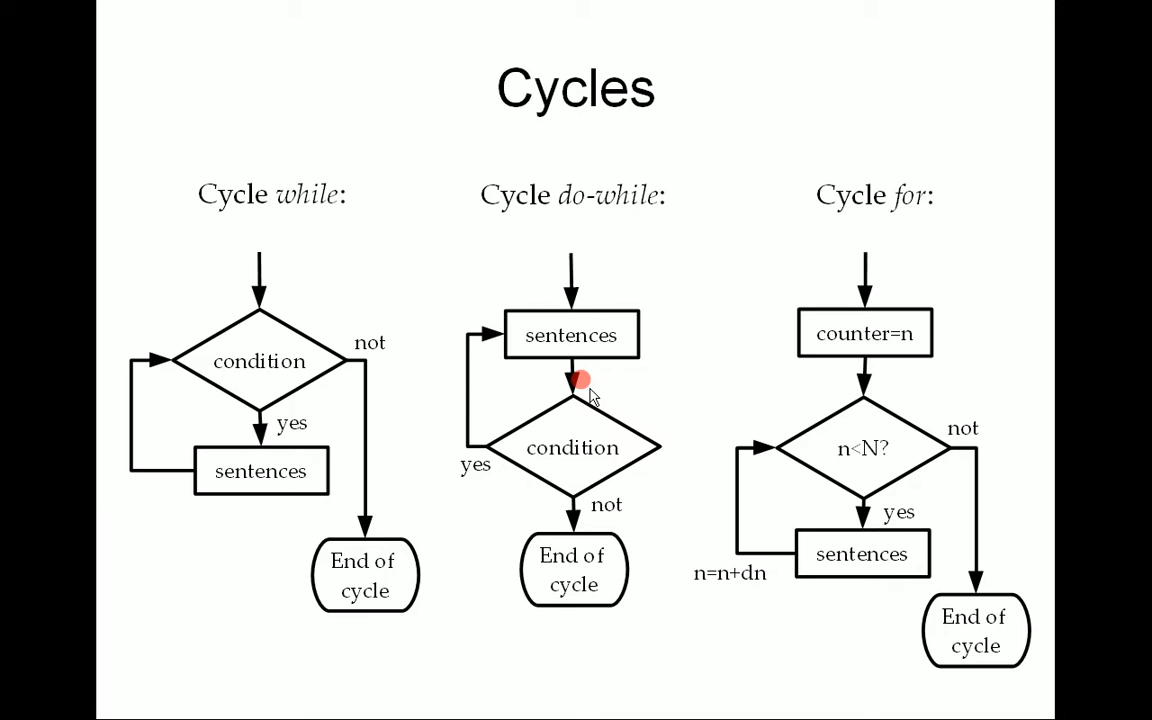 Cycles
Cycle while:
condition
not
yes
sentences
End of
cycle
Cycle do-while:
sentences
condition
yes
not
End of
cycle
Cycle for:
counter=n
n<N?
not
yes
sentences
n=n+dn
End of
cycle